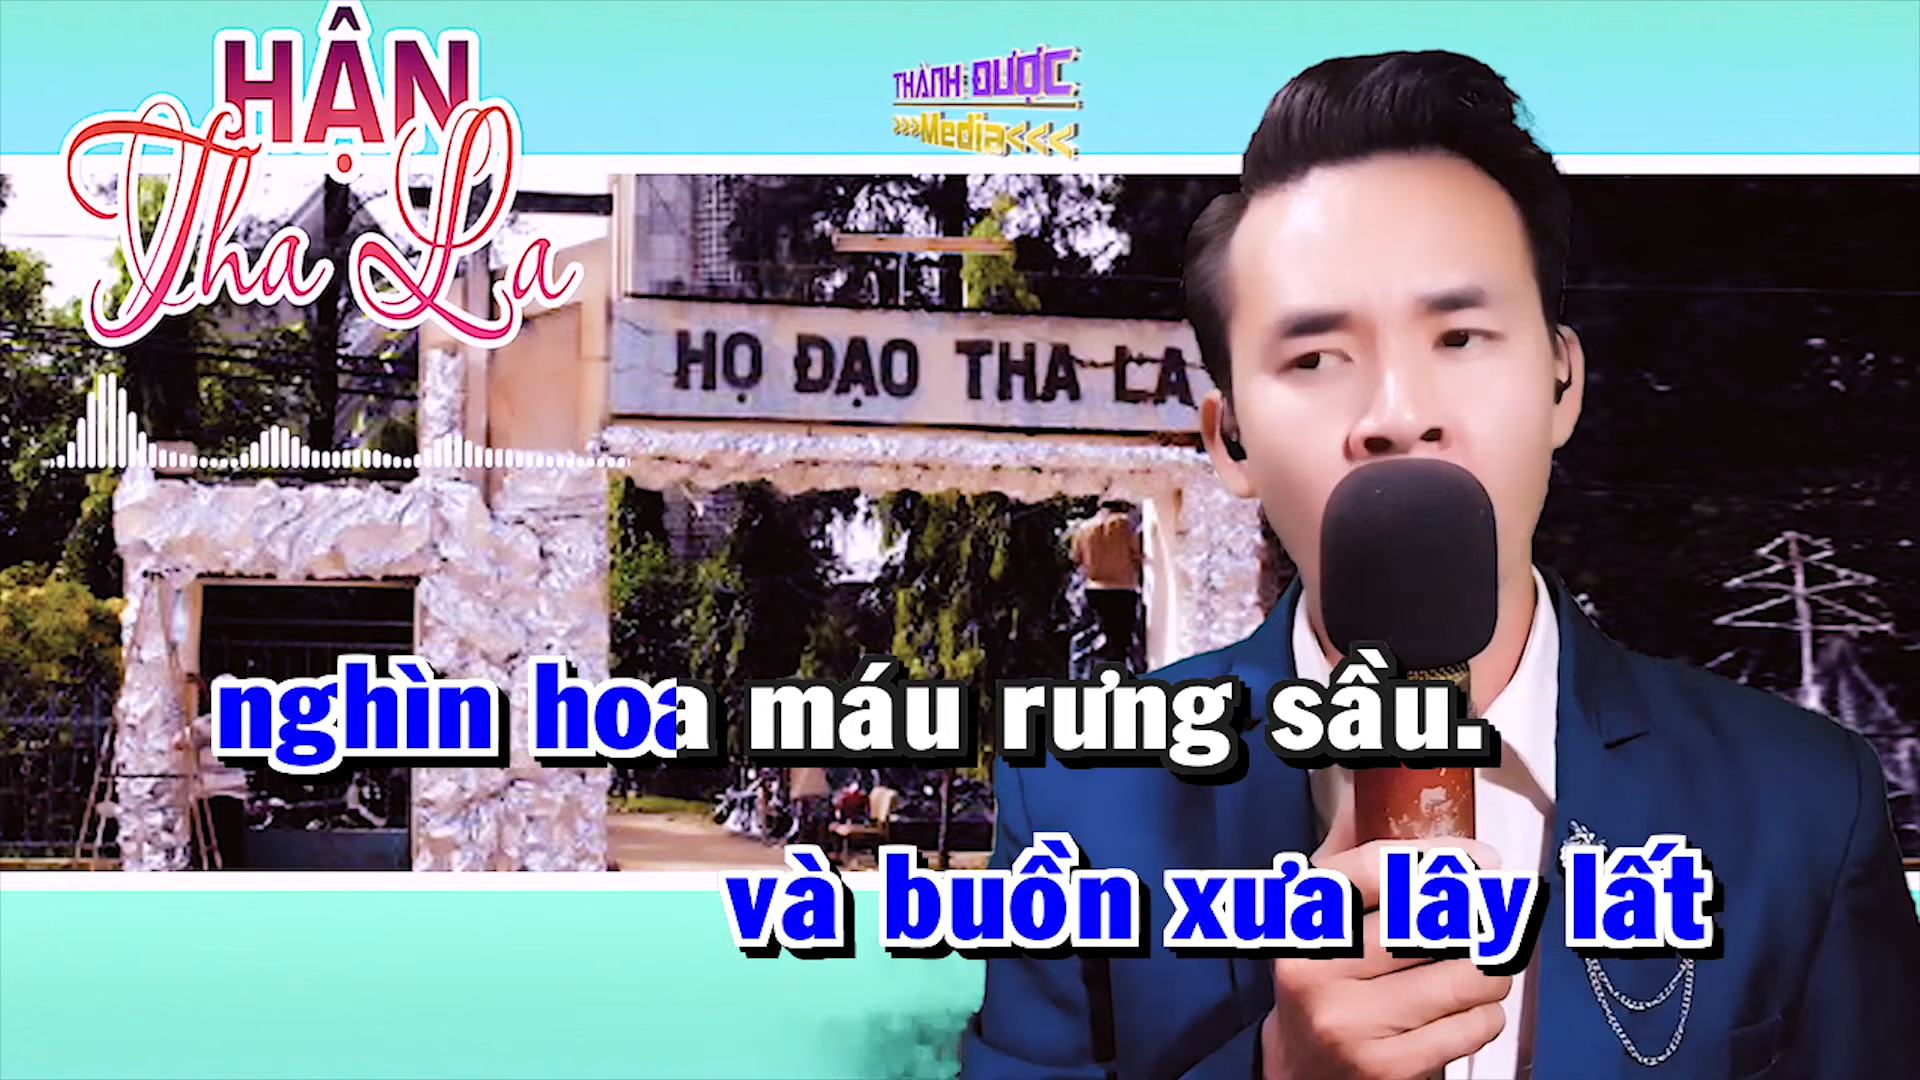 HẬN
Tha La
THÀNH ĐƯỢC
>>>Media<<<
HỌ ĐẠO THA LA
nghìn hoa máu rưng sầu.
và buồn xưa lây lất